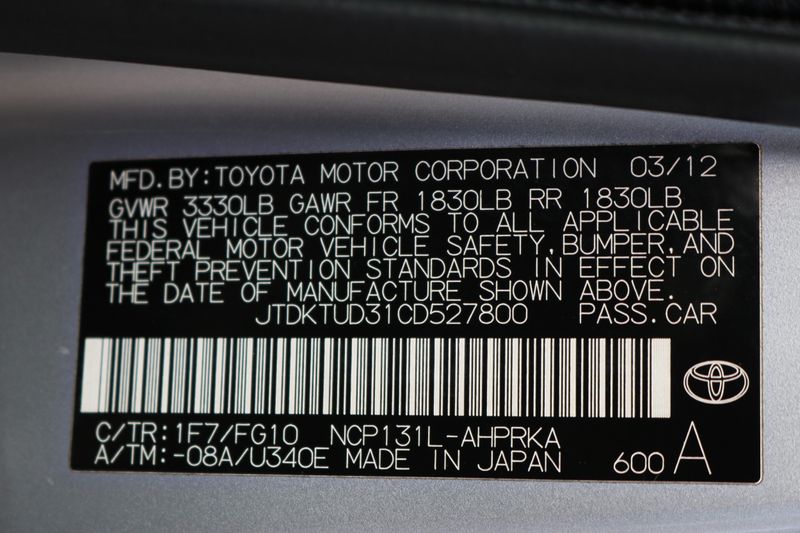 MFD.BY:TOYOTA MOTOR CORPORATION 03/12
GVWR 3330LB GAWR FR 1830LB RR 1830LB
THIS VEHICLE CONFORMS TO ALL APPLICABLE
FEDERAL MOTOR VEHICLE SAFETY,BUMPER,AND
THEFT PREVENTION STANDARDS IN EFFECT ON
THE DATE OF MANUFACTURE SHOWN ABOVE.
JTDKTUD31CD527800 PASS.CAR
C/TR:1F7/FG10 NCP131L-AHPRKA
A/TM:-08A/U340E MADE IN JAPAN 600 A